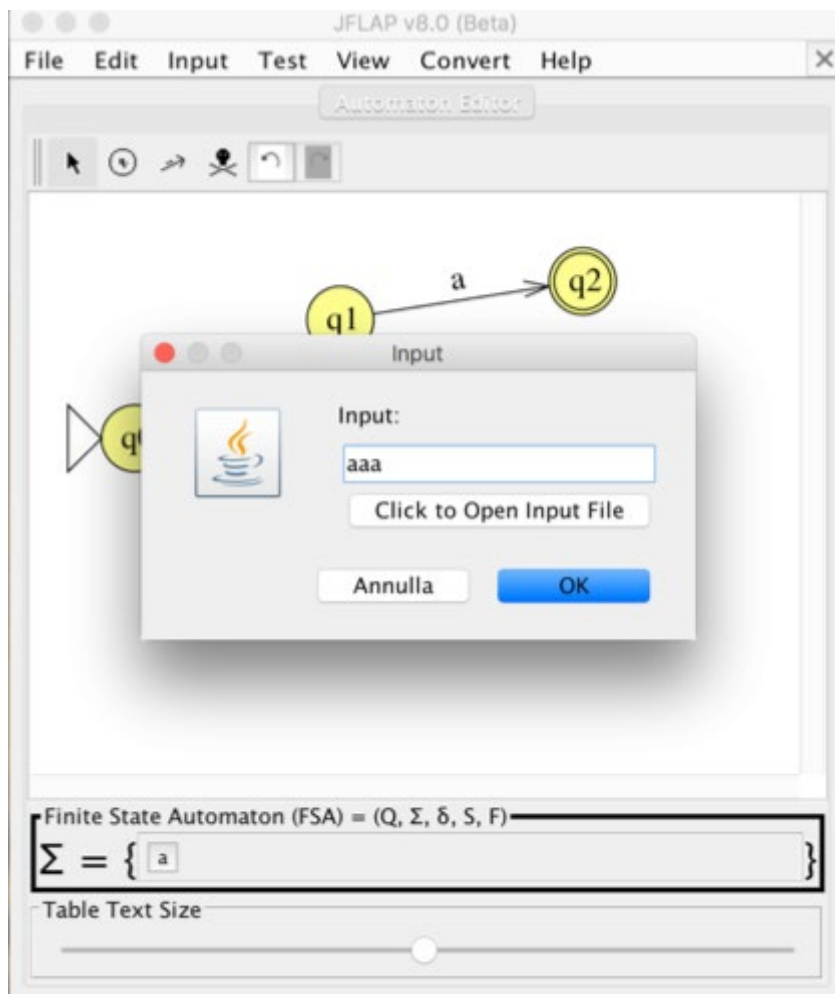 JFLAP v8.0 (Beta)
File Edit Input Test View Convert Help
Automaton Editor
a
q2
q1
Input
Input:
aaa
Click to Open Input File
Annulla OK
Finite State Automaton (FSA) = (Q, Σ, δ, S, F)
Σ = { a }
Table Text Size